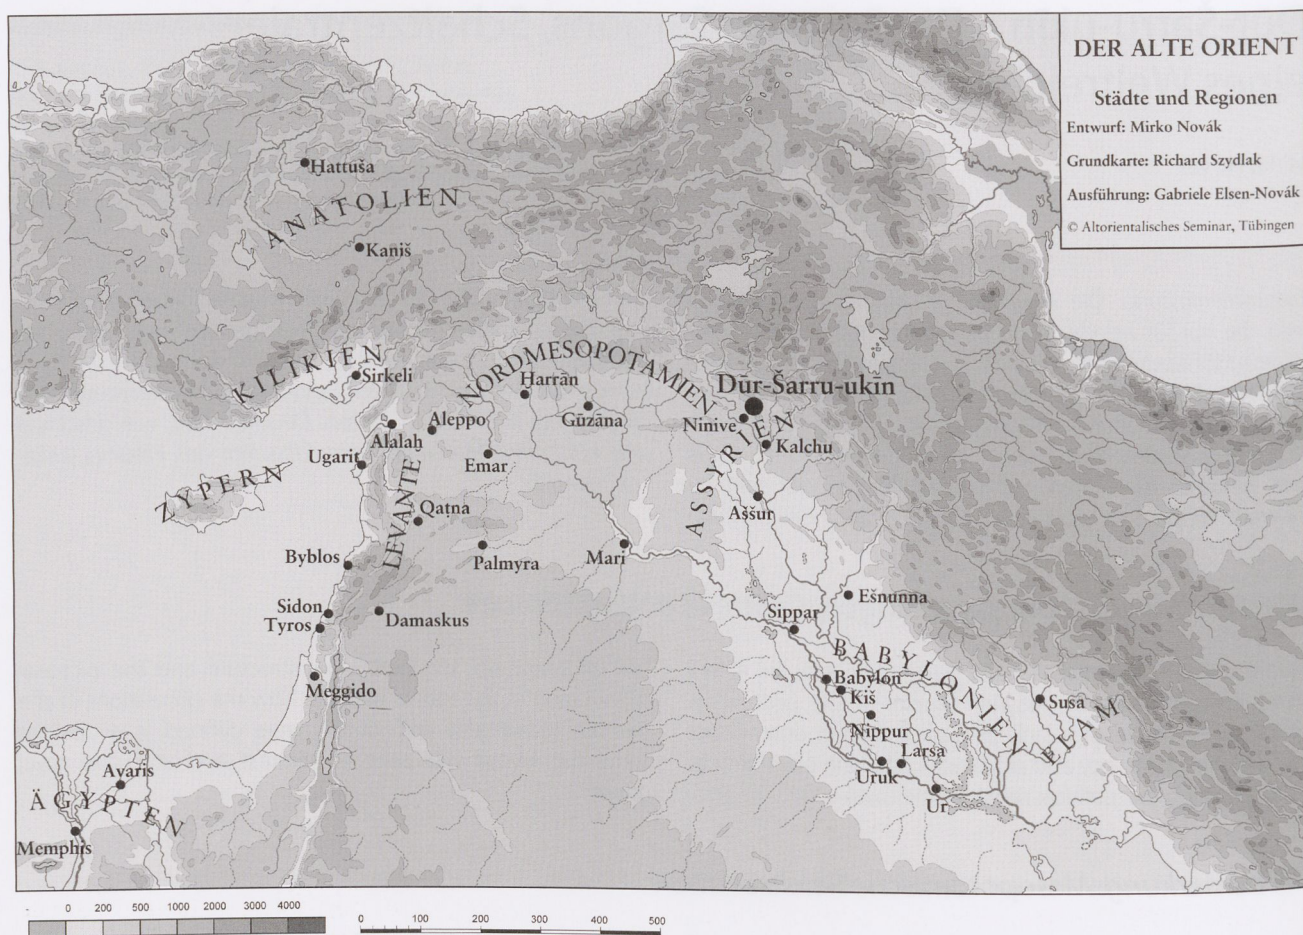 DER ALTE ORIENT
Städte und Regionen
Entwurf: Mirko Novák
Grundkarte: Richard Szydlak
Ausführung: Gabriele Elsen-Novák
© Altorientalisches Seminar, Tübingen
Ḫattuša
ANATOLIEN
Kaniš
KILIKIEN
Sirkeli
NORDMESOPOTAMIEN
Ḫarrān
Gūzāna
Dūr-Šarru-ukīn
Ninive
ASSYRIEN
Kalchu
Aleppo
Alalaḫ
Ugarit
Emar
ZYPERN
LEVANTE
Qaṭna
Aššur
Byblos
Palmyra
Mari
Sidon
Tyros
Damaskus
Ešnunna
Sippar
BABYLONIEN
Meggido
Babylon
Kiš
Susa
ELAM
Nippur
Larsa
Uruk
Ur
Avaris
ÄGYPTEN
Memphis
- 0 200 500 1000 2000 3000 4000
0 100 200 300 400 500